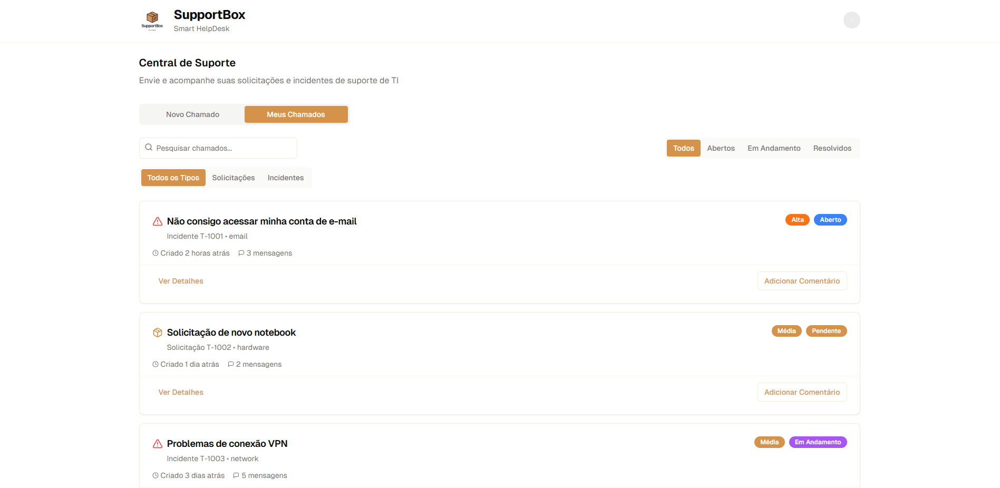 SupportBox
SupportBox
Smart HelpDesk
Central de Suporte
Envie e acompanhe suas solicitações e incidentes de suporte de TI
Novo Chamado
Meus Chamados
Pesquisar chamados...
Todos
Abertos
Em Andamento
Resolvidos
Todos os Tipos
Solicitações
Incidentes
Não consigo acessar minha conta de e-mail
Alta
Aberto
Incidente T-1001 • email
Criado 2 horas atrás
3 mensagens
Ver Detalhes
Adicionar Comentário
Solicitação de novo notebook
Média
Pendente
Solicitação T-1002 • hardware
Criado 1 dia atrás
2 mensagens
Ver Detalhes
Adicionar Comentário
Problemas de conexão VPN
Média
Em Andamento
Incidente T-1003 • network
Criado 3 dias atrás
5 mensagens